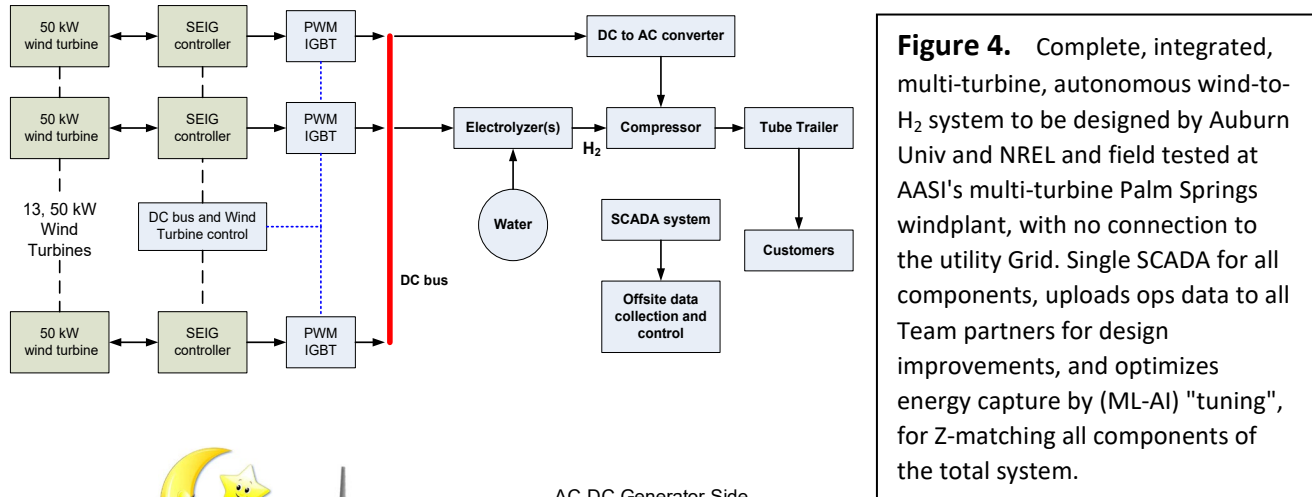 50 kW
wind turbine
SEIG
controller
PWM
IGBT
DC to AC converter
50 kW
wind turbine
SEIG
controller
PWM
IGBT
Electrolyzer(s)
H2
Compressor
Tube Trailer
13, 50 kW
Wind
Turbines
DC bus and Wind
Turbine control
Water
SCADA system
Customers
DC bus
50 kW
wind turbine
SEIG
controller
PWM
IGBT
Offsite data
collection and
control
AC-DC Generator Side
Figure 4. Complete, integrated,
multi-turbine, autonomous wind-to-
H2 system to be designed by Auburn
Univ and NREL and field tested at
AASI's multi-turbine Palm Springs
windplant, with no connection to
the utility Grid. Single SCADA for all
components, uploads ops data to all
Team partners for design
improvements, and optimizes
energy capture by (ML-AI) "tuning",
for Z-matching all components of
the total system.